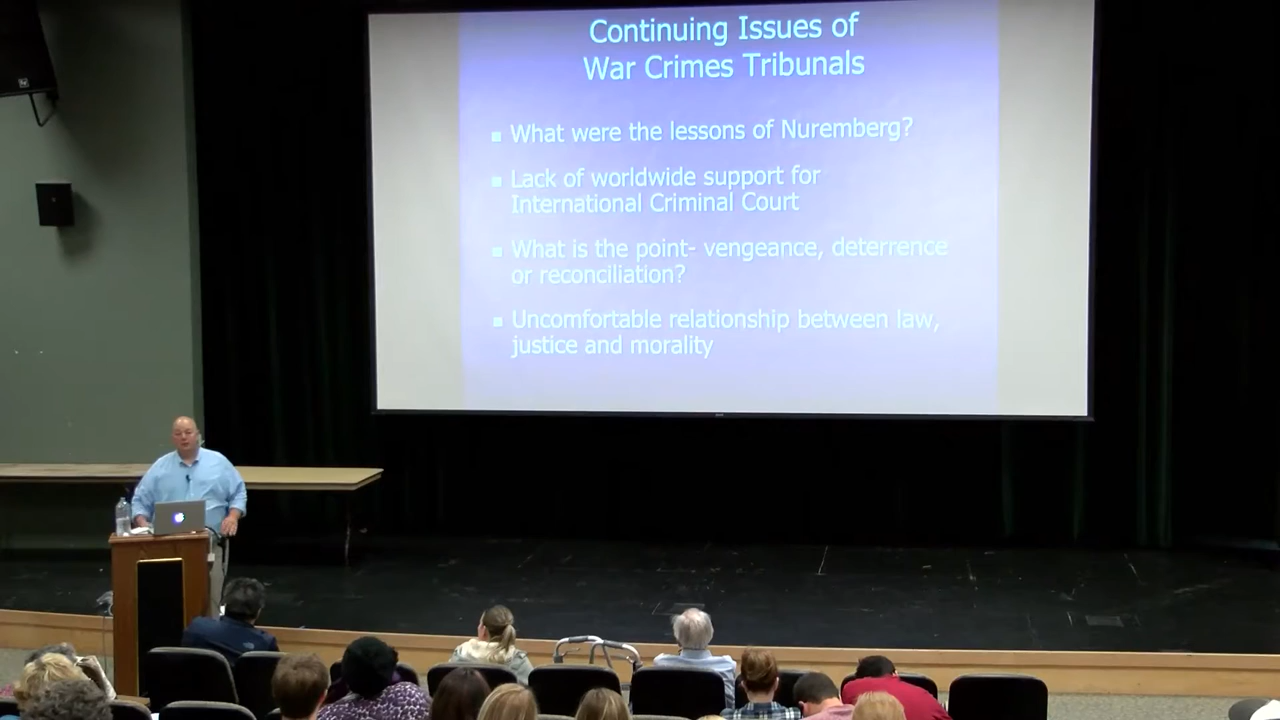 Continuing Issues of
War Crimes Tribunals
What were the lessons of Nuremberg?
Lack of worldwide support for
International Criminal Court
What is the point- vengeance, deterrence
or reconciliation?
Uncomfortable relationship between law,
justice and morality